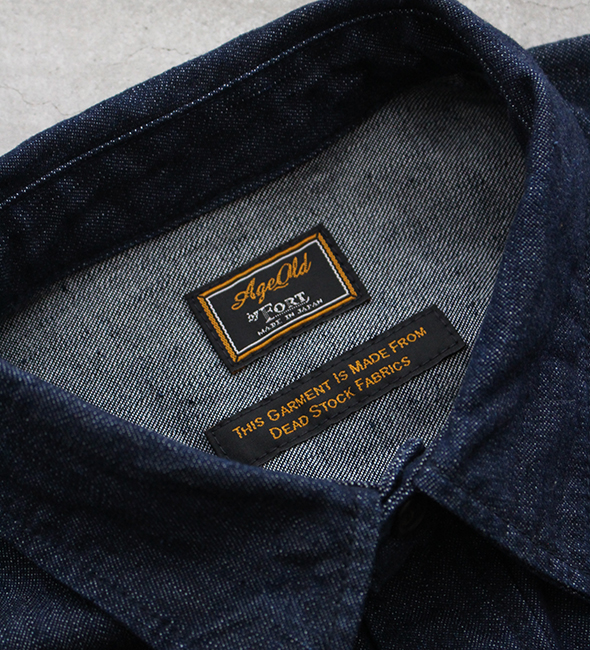 AgeOld
by FORT
MADE IN JAPAN
THIS GARMENT IS MADE FROM
DEAD STOCK FABRICS